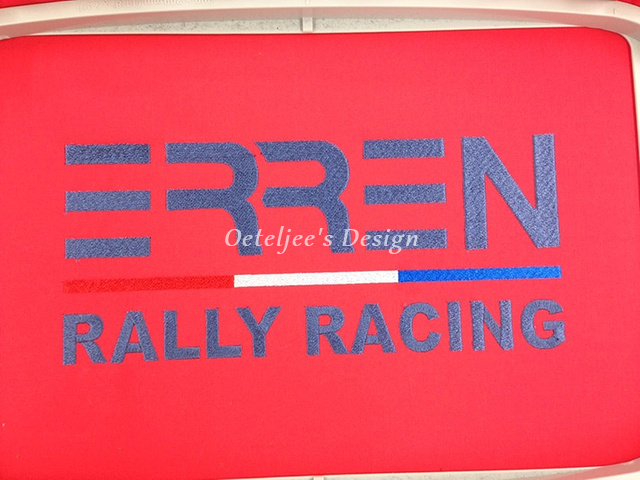 ERREN
Oeteljee's Design
RALLY RACING